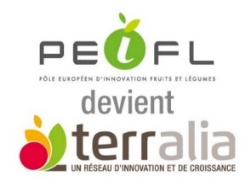 PEIFL
PÔLE EUROPÉEN D'INNOVATION FRUITS ET LÉGUMES
devient
terralia
UN RÉSEAU D'INNOVATION ET DE CROISSANCE